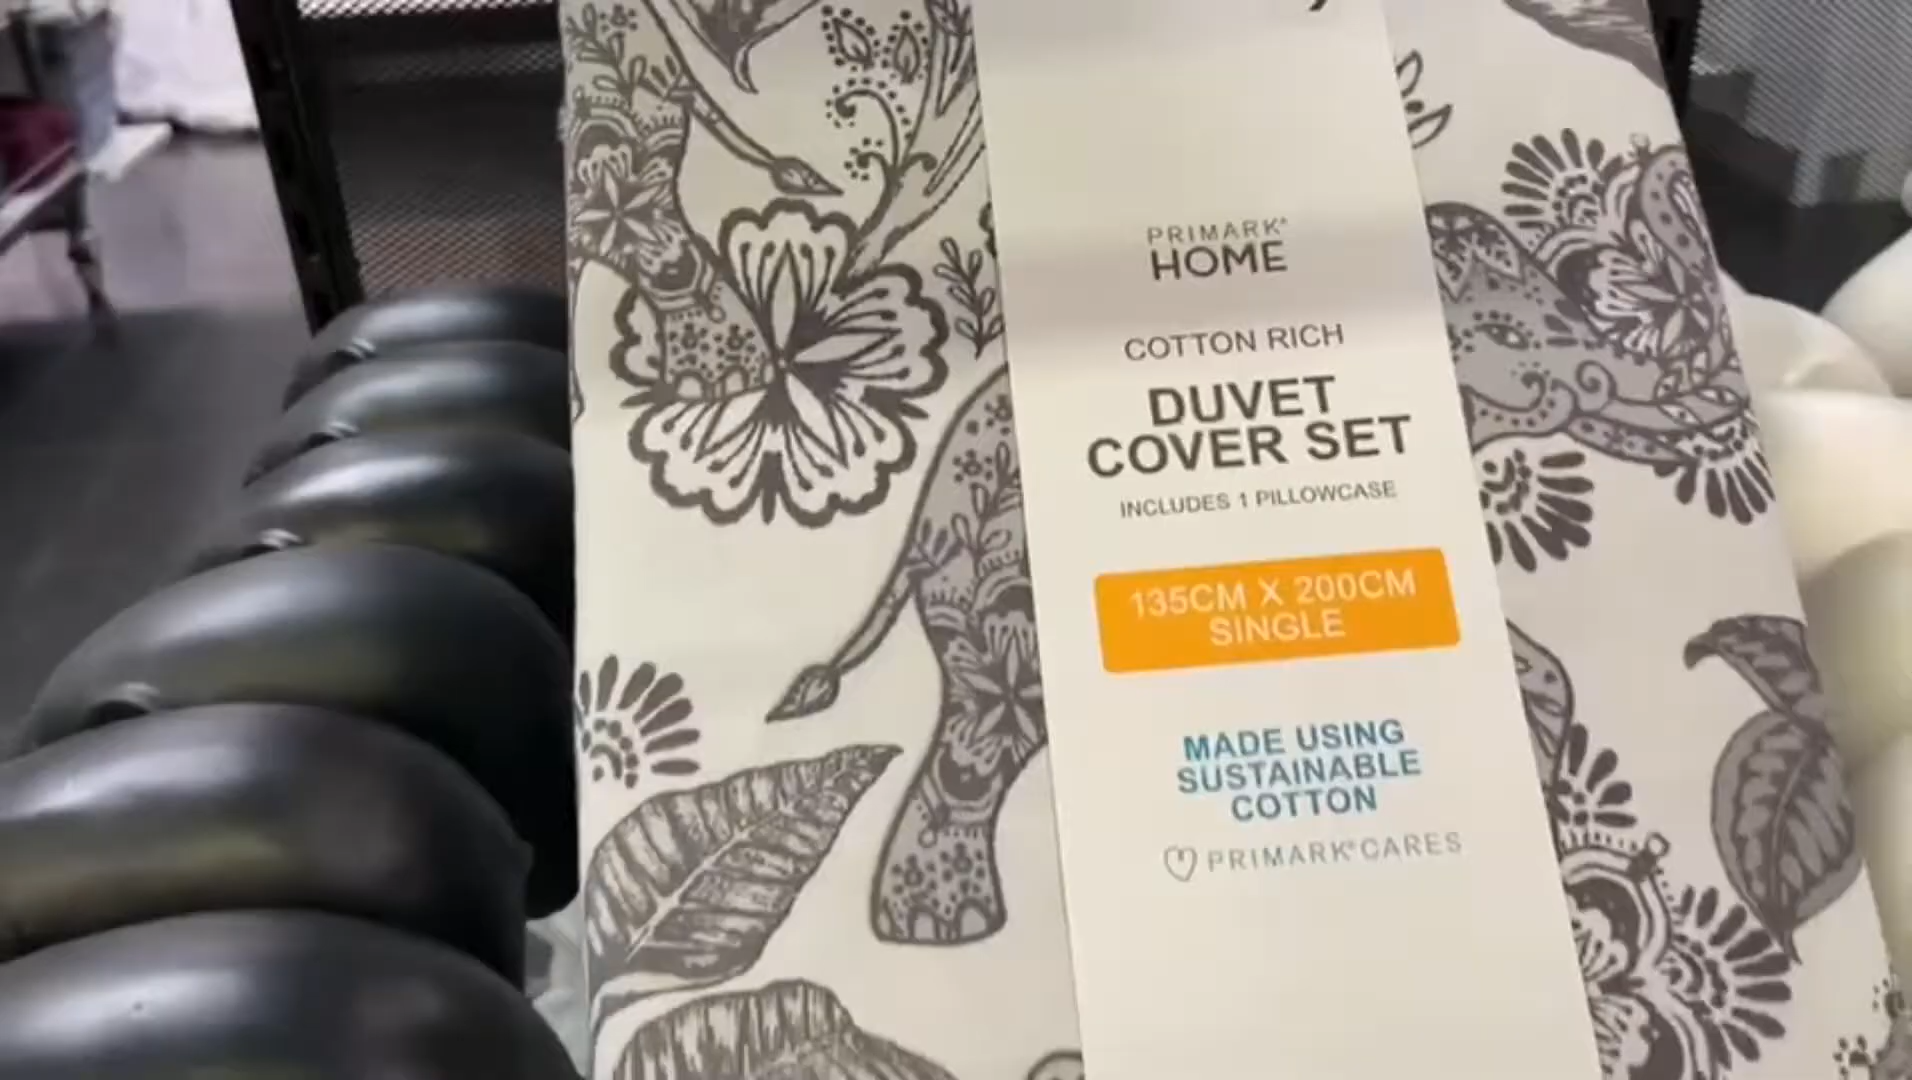 PRIMARK®
HOME
COTTON RICH
DUVET
COVER SET
INCLUDES 1 PILLOWCASE
135CM X 200CM
SINGLE
MADE USING
SUSTAINABLE
COTTON
PRIMARK®CARES